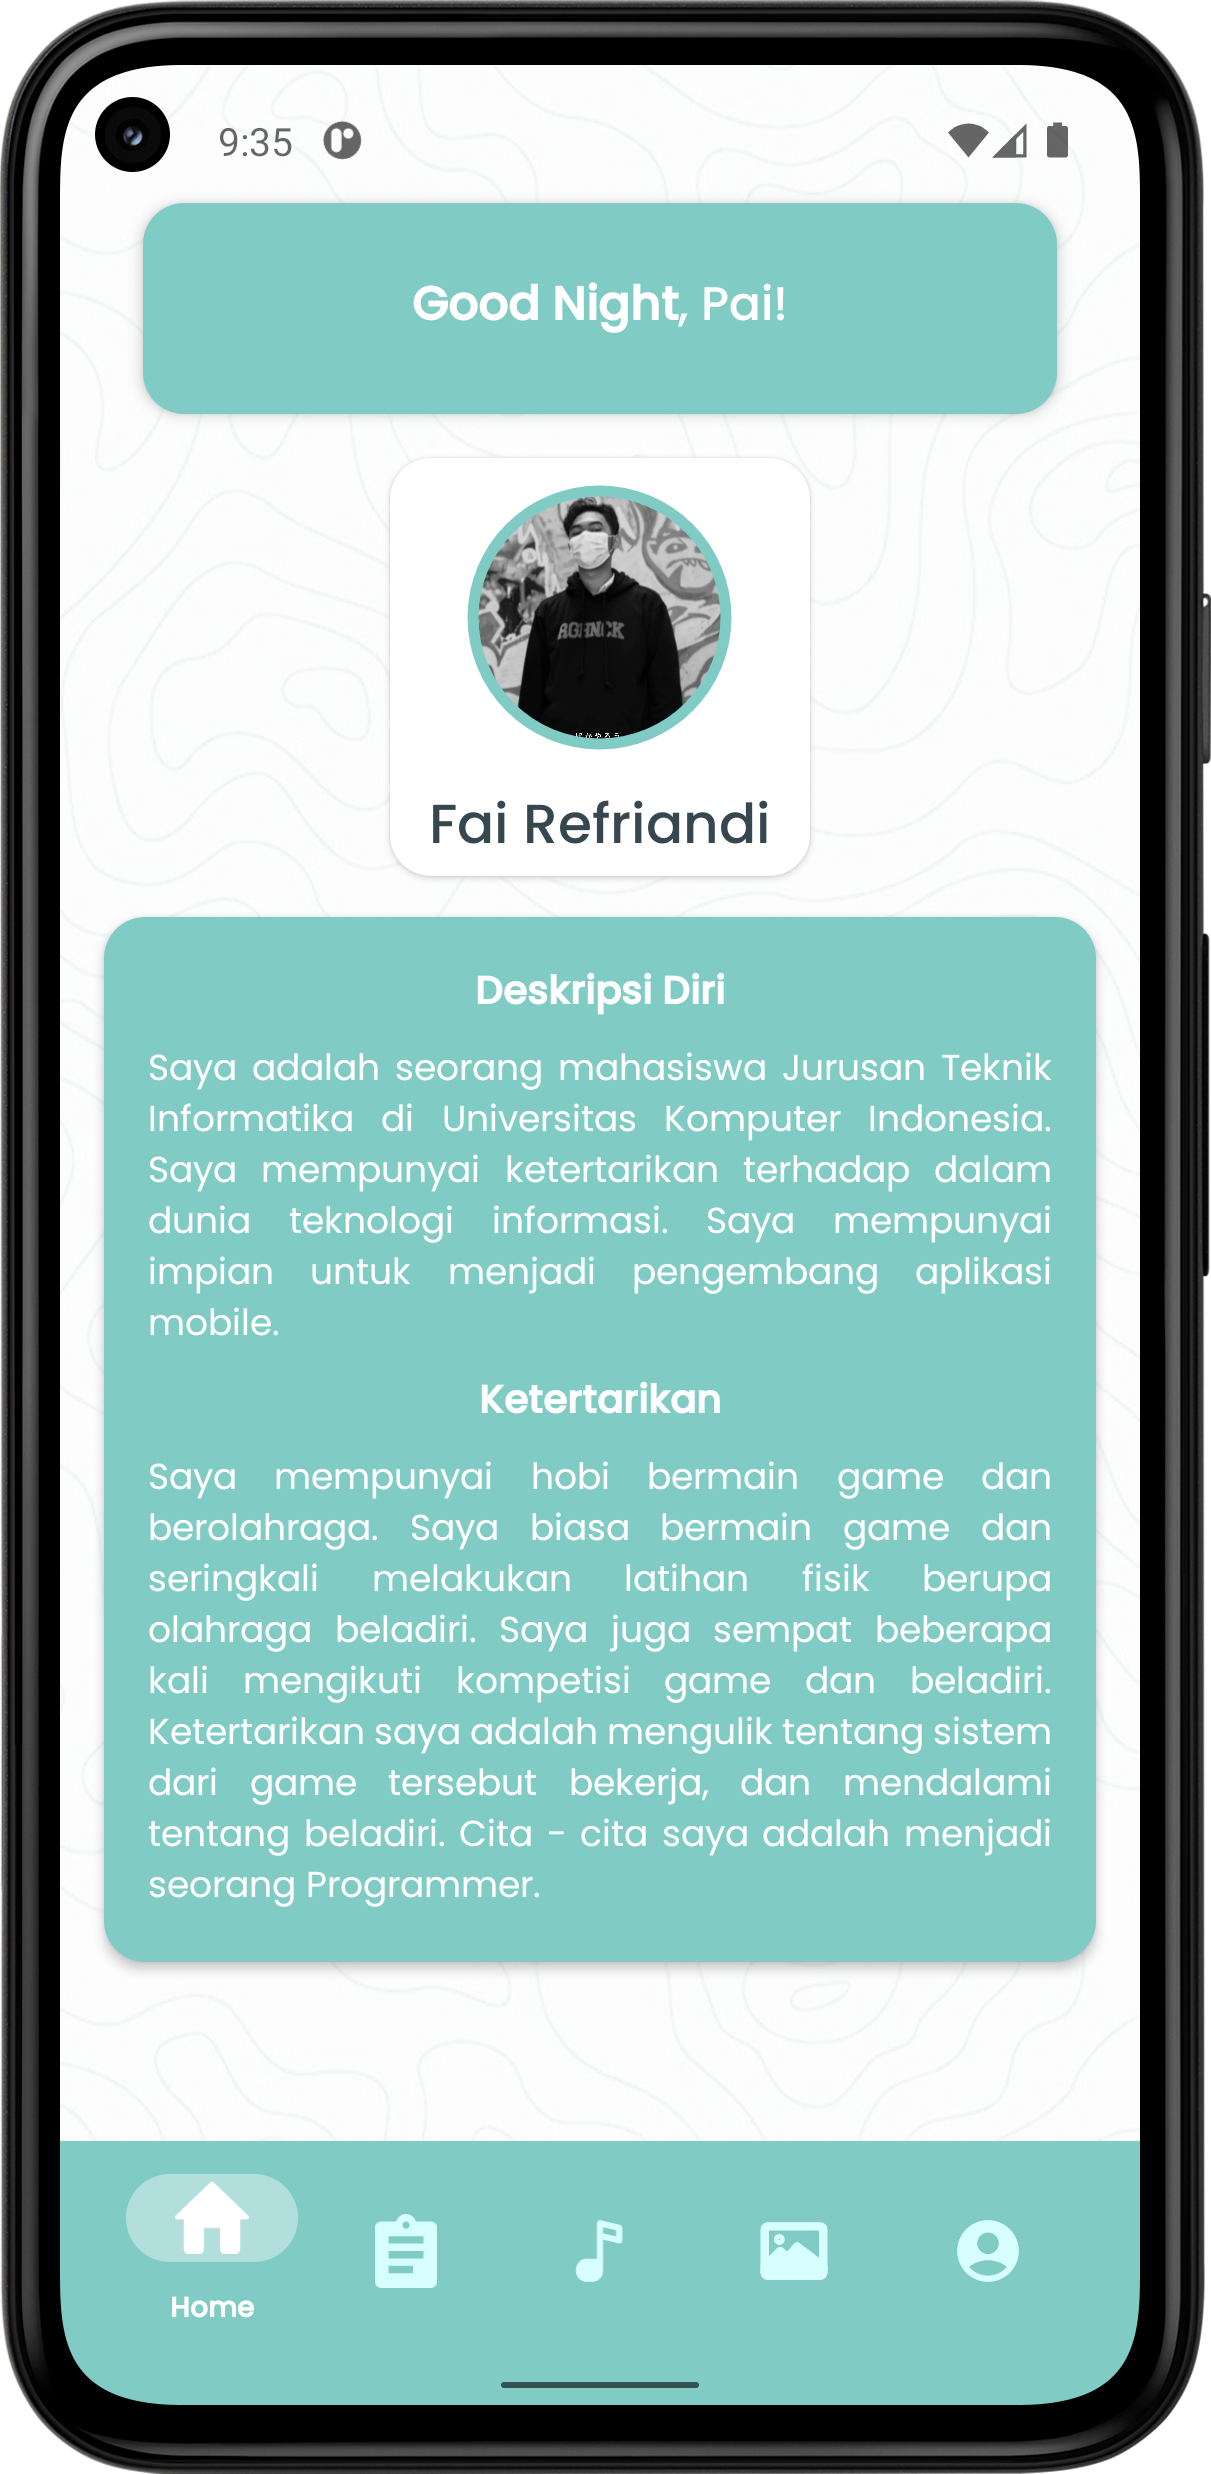 9:35
Good Night, Pai!
Fai Refriandi
Deskripsi Diri
Saya adalah seorang mahasiswa Jurusan Teknik
Informatika di Universitas Komputer Indonesia.
Saya mempunyai ketertarikan terhadap dalam
dunia teknologi informasi. Saya mempunyai
impian untuk menjadi pengembang aplikasi
mobile.
Ketertarikan
Saya mempunyai hobi bermain game dan
berolahraga. Saya biasa bermain game dan
seringkali melakukan latihan fisik berupa
olahraga beladiri. Saya juga sempat beberapa
kali mengikuti kompetisi game dan beladiri.
Ketertarikan saya adalah mengulik tentang sistem
dari game tersebut bekerja, dan mendalami
tentang beladiri. Cita - cita saya adalah menjadi
seorang Programmer.
Home